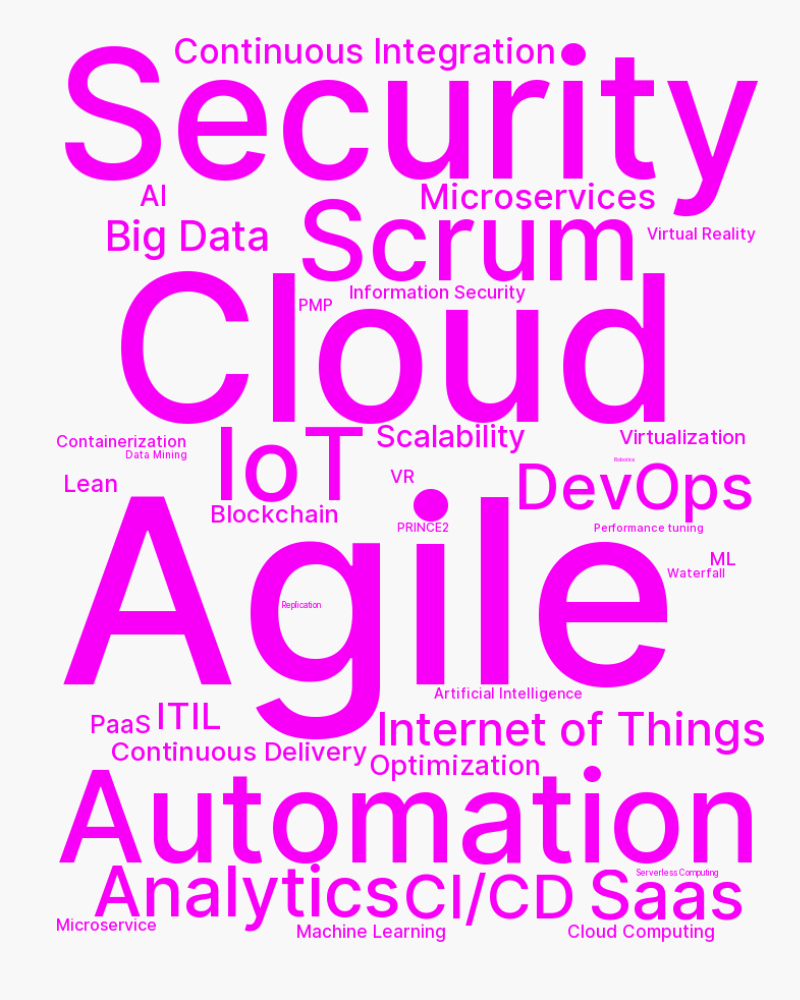 Continuous Integration
Security
AI
Microservices
Big Data
Scrum
Virtual Reality
Information Security
PMP
Cloud
Containerization
Data Mining
IoT
Scalability
Virtualization
Robotics
Lean
VR
DevOps
Blockchain
PRINCE2
Performance tuning
Agile
ML
Waterfall
Replication
Artificial Intelligence
PaaS
ITIL
Internet of Things
Continuous Delivery
Optimization
Automation
Analytics
CI/CD
Saas
Serverless Computing
Microservice
Machine Learning
Cloud Computing